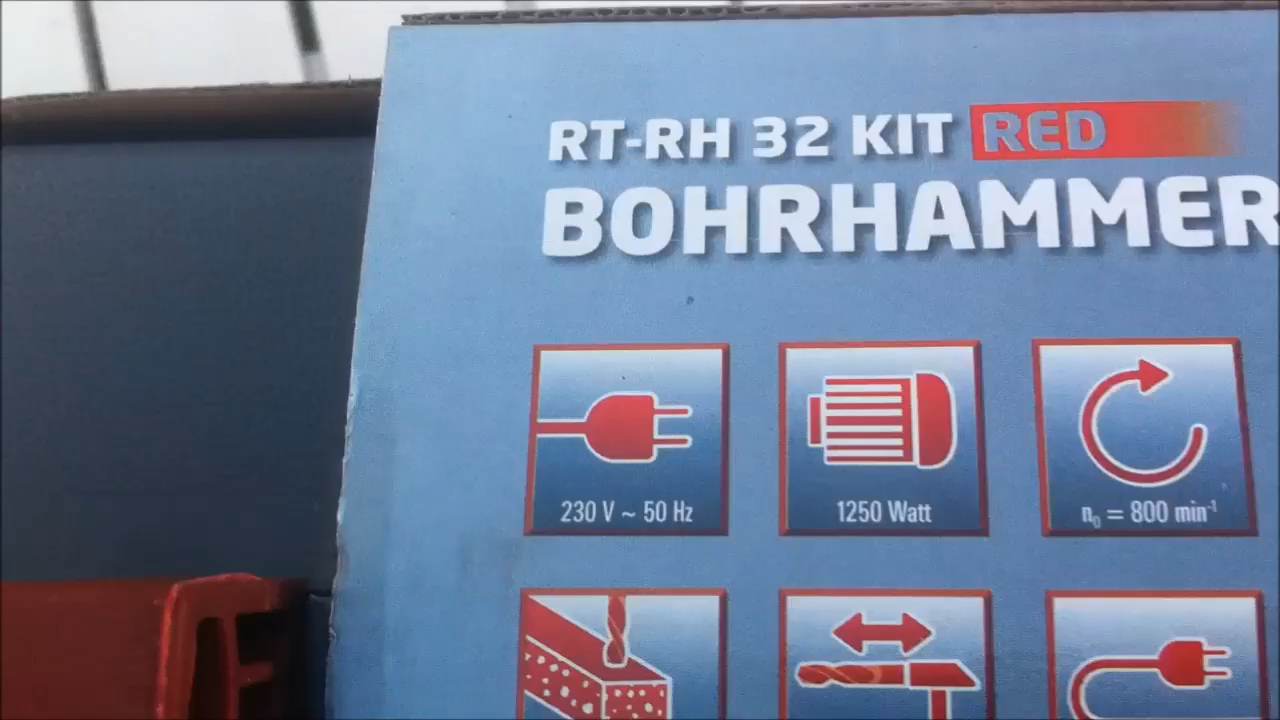 RT-RH 32 KIT RED
BOHRHAMMER
230 V ~ 50 Hz
1250 Watt
n₀ = 800 min⁻¹